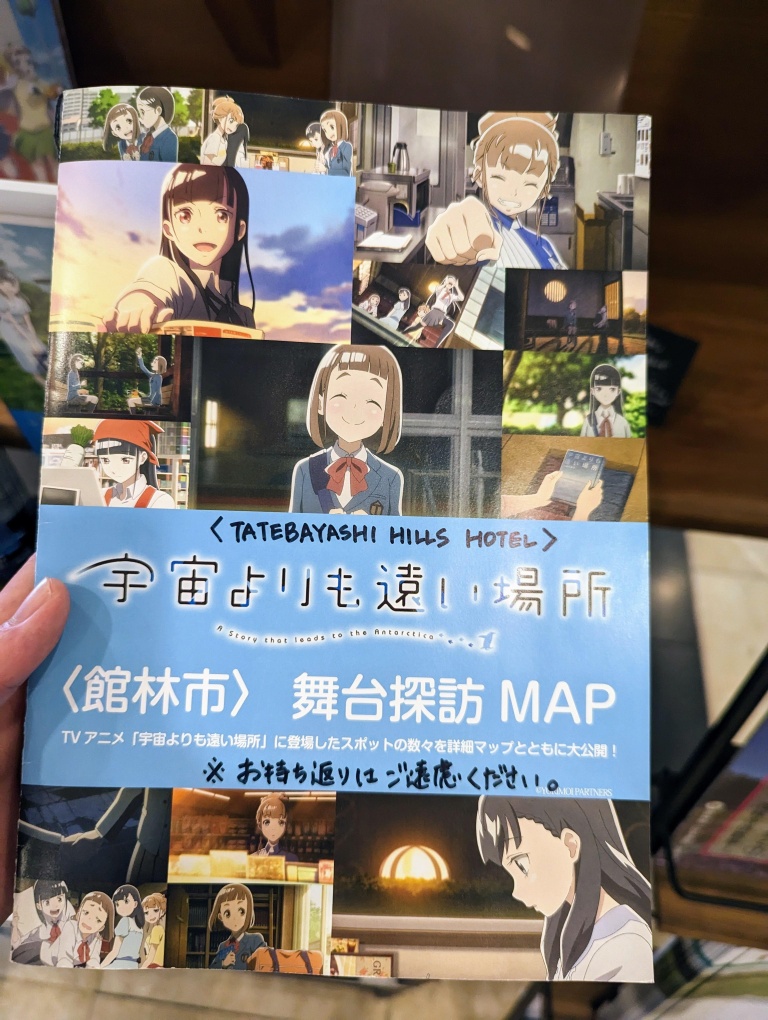 〈TATEBAYASHI HILLS HOTEL〉
宇宙よりも遠い場所
A Story that leads to the Antarctica
〈館林市〉 舞台探訪 MAP
TV アニメ「宇宙よりも遠い場所」に登場したスポットの数々を詳細マップとともに大公開！
※ お持ち返りはご遠慮ください。
©YORIMOI PARTNERS